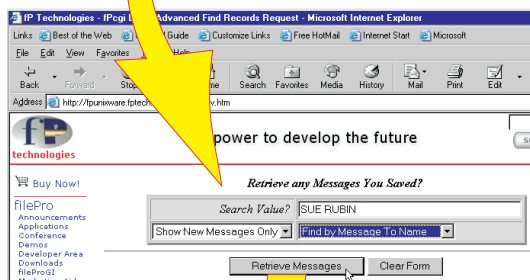 fP Technologies - fPcgi Advanced Find Records Request - Microsoft Internet Explorer
Links Best of the Web Guide Customize Links Free HotMail Internet Start Microsoft
File Edit View Favorites Help
Back Forward Stop Search Favorites Media History Mail Print Edit
Address http://fpunixware.fptech .htm
fP
technologies
power to develop the future
Buy Now!
Retrieve any Messages You Saved?
filePro
Announcements
Applications
Conference
Demos
Developer Area
Downloads
fileProGI
Search Value? SUE RUBIN
Show New Messages Only Find by Message To Name
Retrieve Messages Clear Form